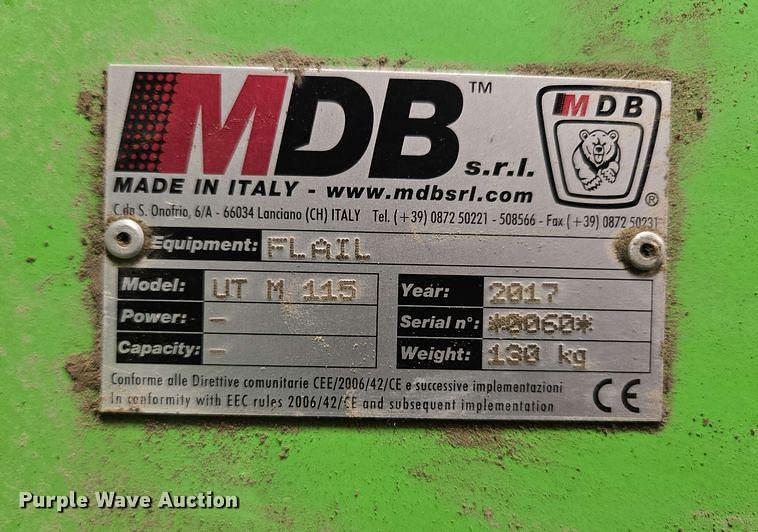 MDB™ s.r.l.
MDB
®
MADE IN ITALY - www.mdbsrl.com
C.da S. Onofrio, 6/A - 66034 Lanciano (CH) ITALY Tel. (+39) 0872 50221 - 508566 - Fax (+39) 0872 50231
Equipment: FLAIL
Model: UT M 115
Year: 2017
Power: -
Serial n°: *0060*
Capacity: -
Weight: 130 kg
Conforme alle Direttive comunitarie CEE/2006/42/CE e successive implementazioni
In conformity with EEC rules 2006/42/CE and subsequent implementation
CE
Purple Wave Auction